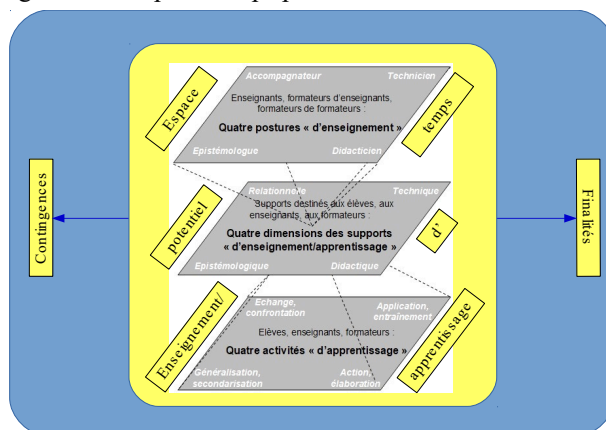 Accompagnateur Technicien
Enseignants, formateurs d'enseignants,
formateurs de formateurs :
Quatre postures « d'enseignement »
Epistémologue Didacticien
Espace
temps
Relationnelle Technique
Supports destinés aux élèves, aux
enseignants, aux formateurs :
Quatre dimensions des supports
« d'enseignement/apprentissage »
Epistémologique Didactique
potentiel
d'
Contingences
Finalités
Echange,
confrontation
Application,
entraînement
Elèves, enseignants, formateurs :
Quatre activités « d'apprentissage »
Généralisation,
secondarisation
Action,
élaboration
Enseignement/
apprentissage